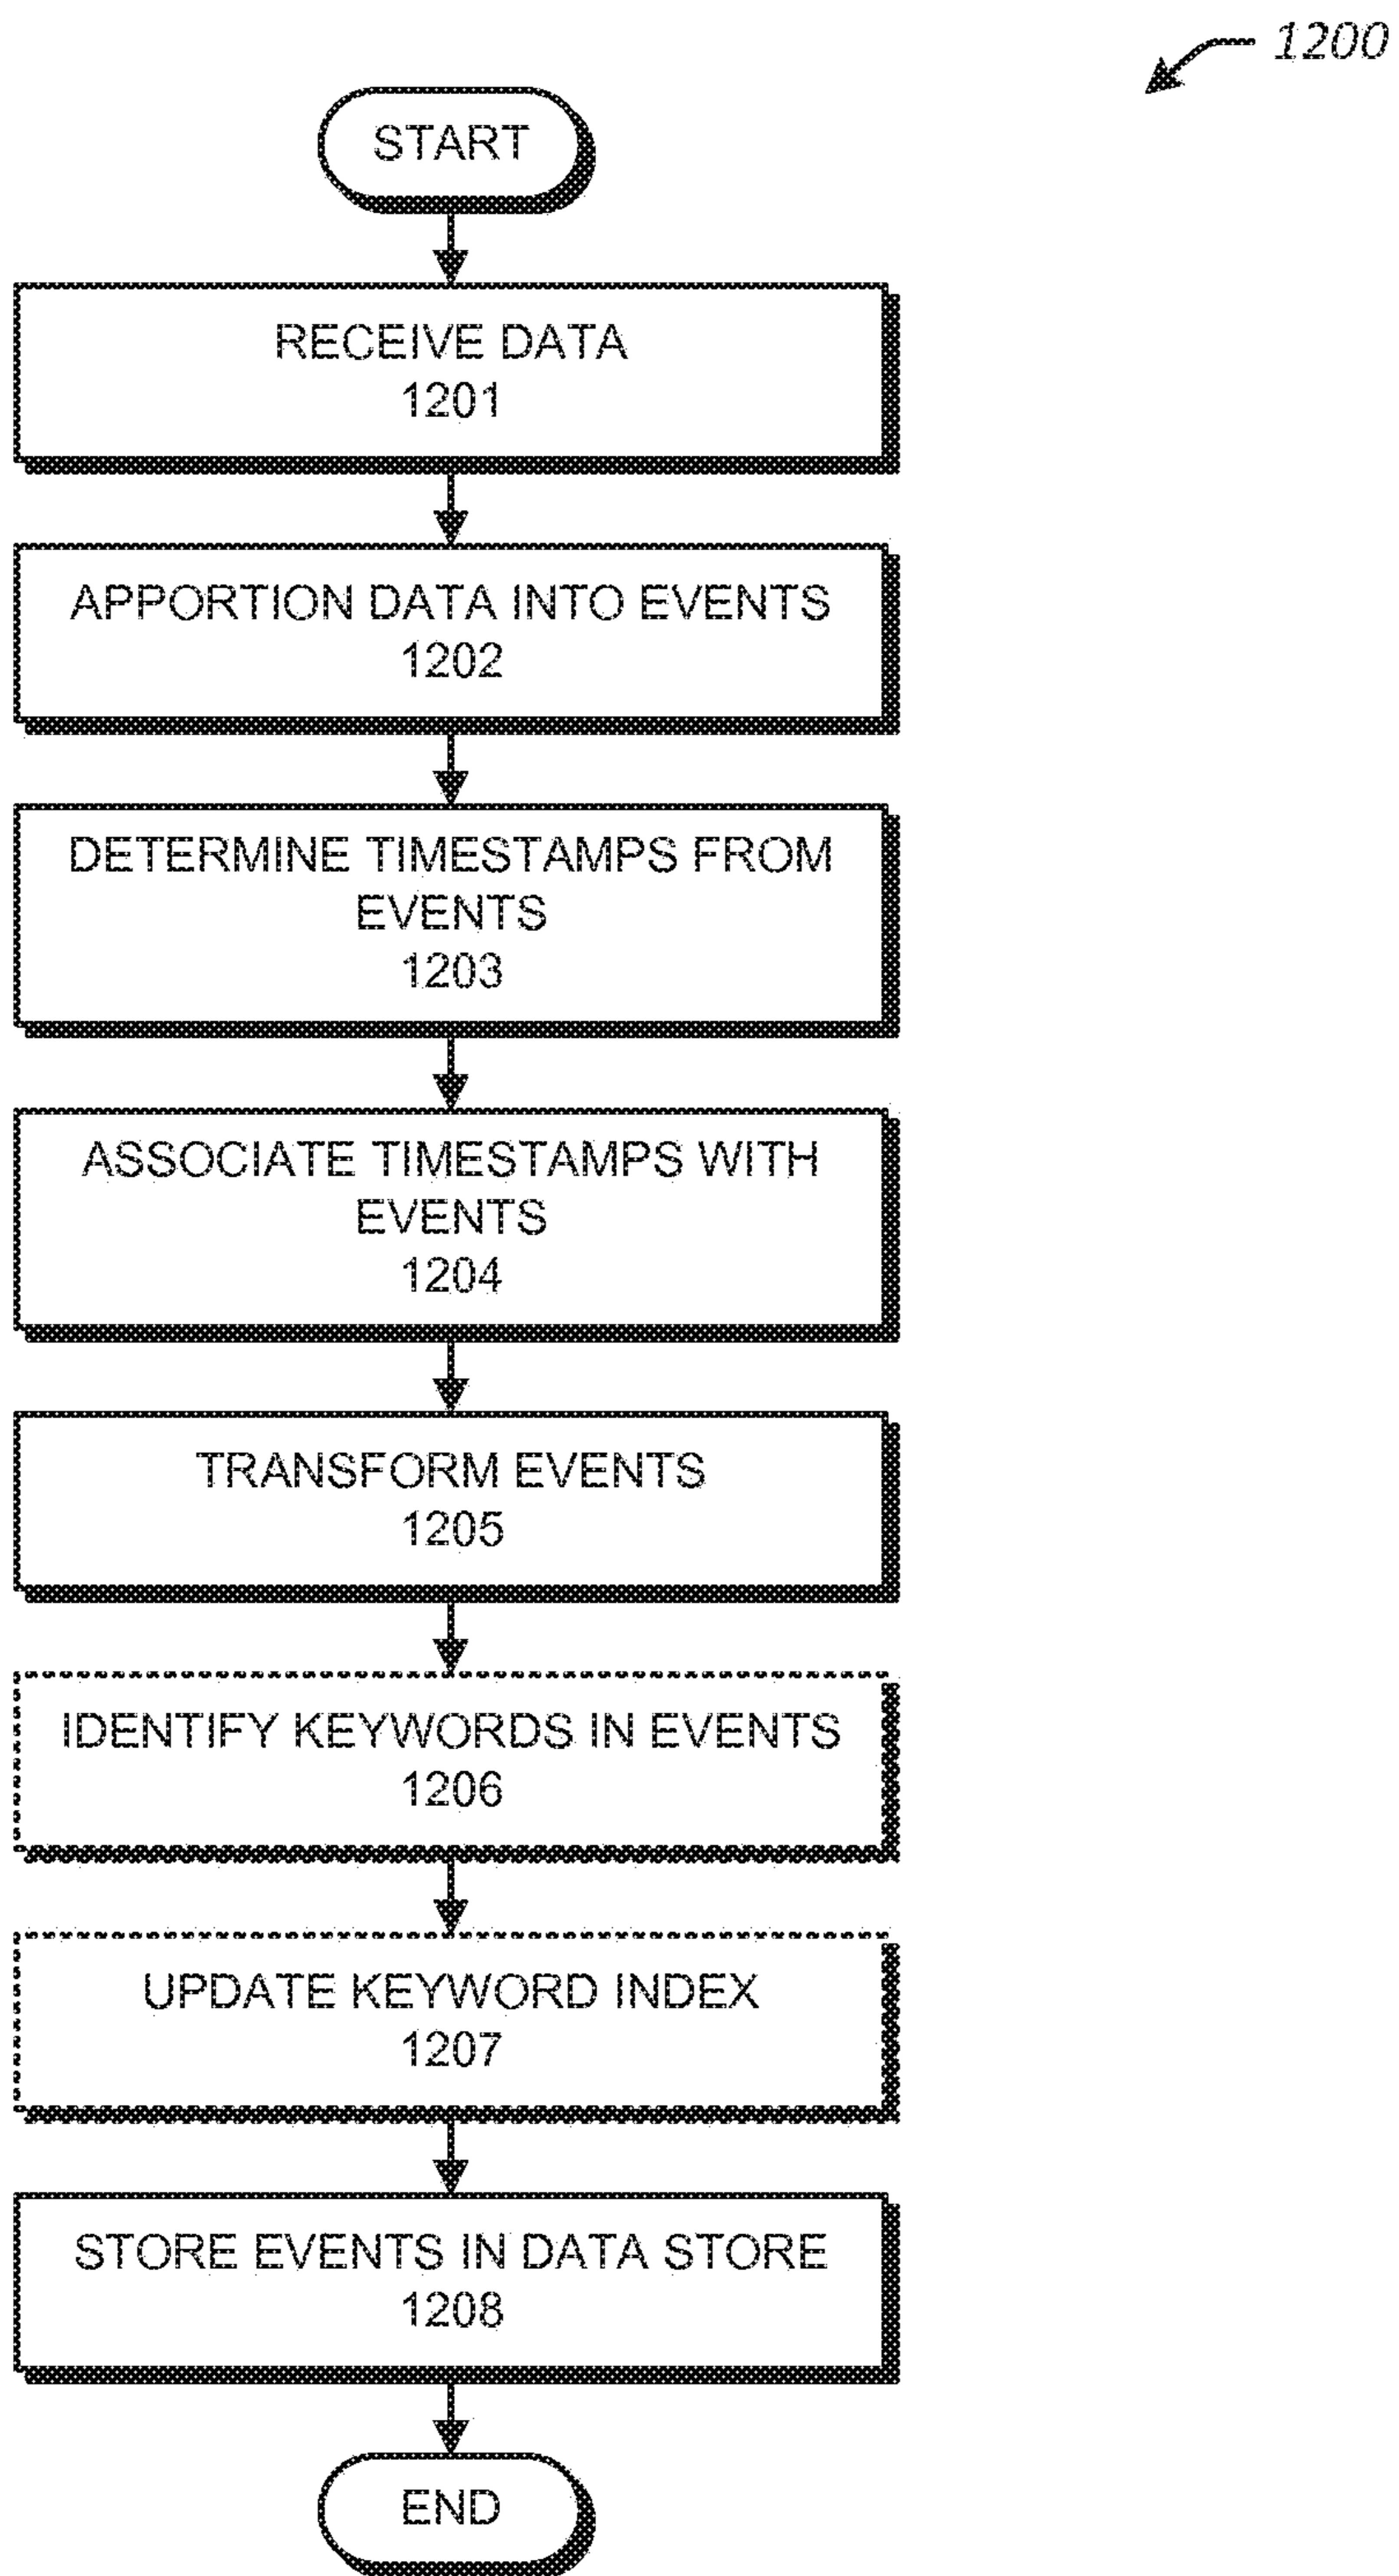 1200
START
RECEIVE DATA
1201
APPORTION DATA INTO EVENTS
1202
DETERMINE TIMESTAMPS FROM
EVENTS
1203
ASSOCIATE TIMESTAMPS WITH
EVENTS
1204
TRANSFORM EVENTS
1205
IDENTIFY KEYWORDS IN EVENTS
1206
UPDATE KEYWORD INDEX
1207
STORE EVENTS IN DATA STORE
1208
END